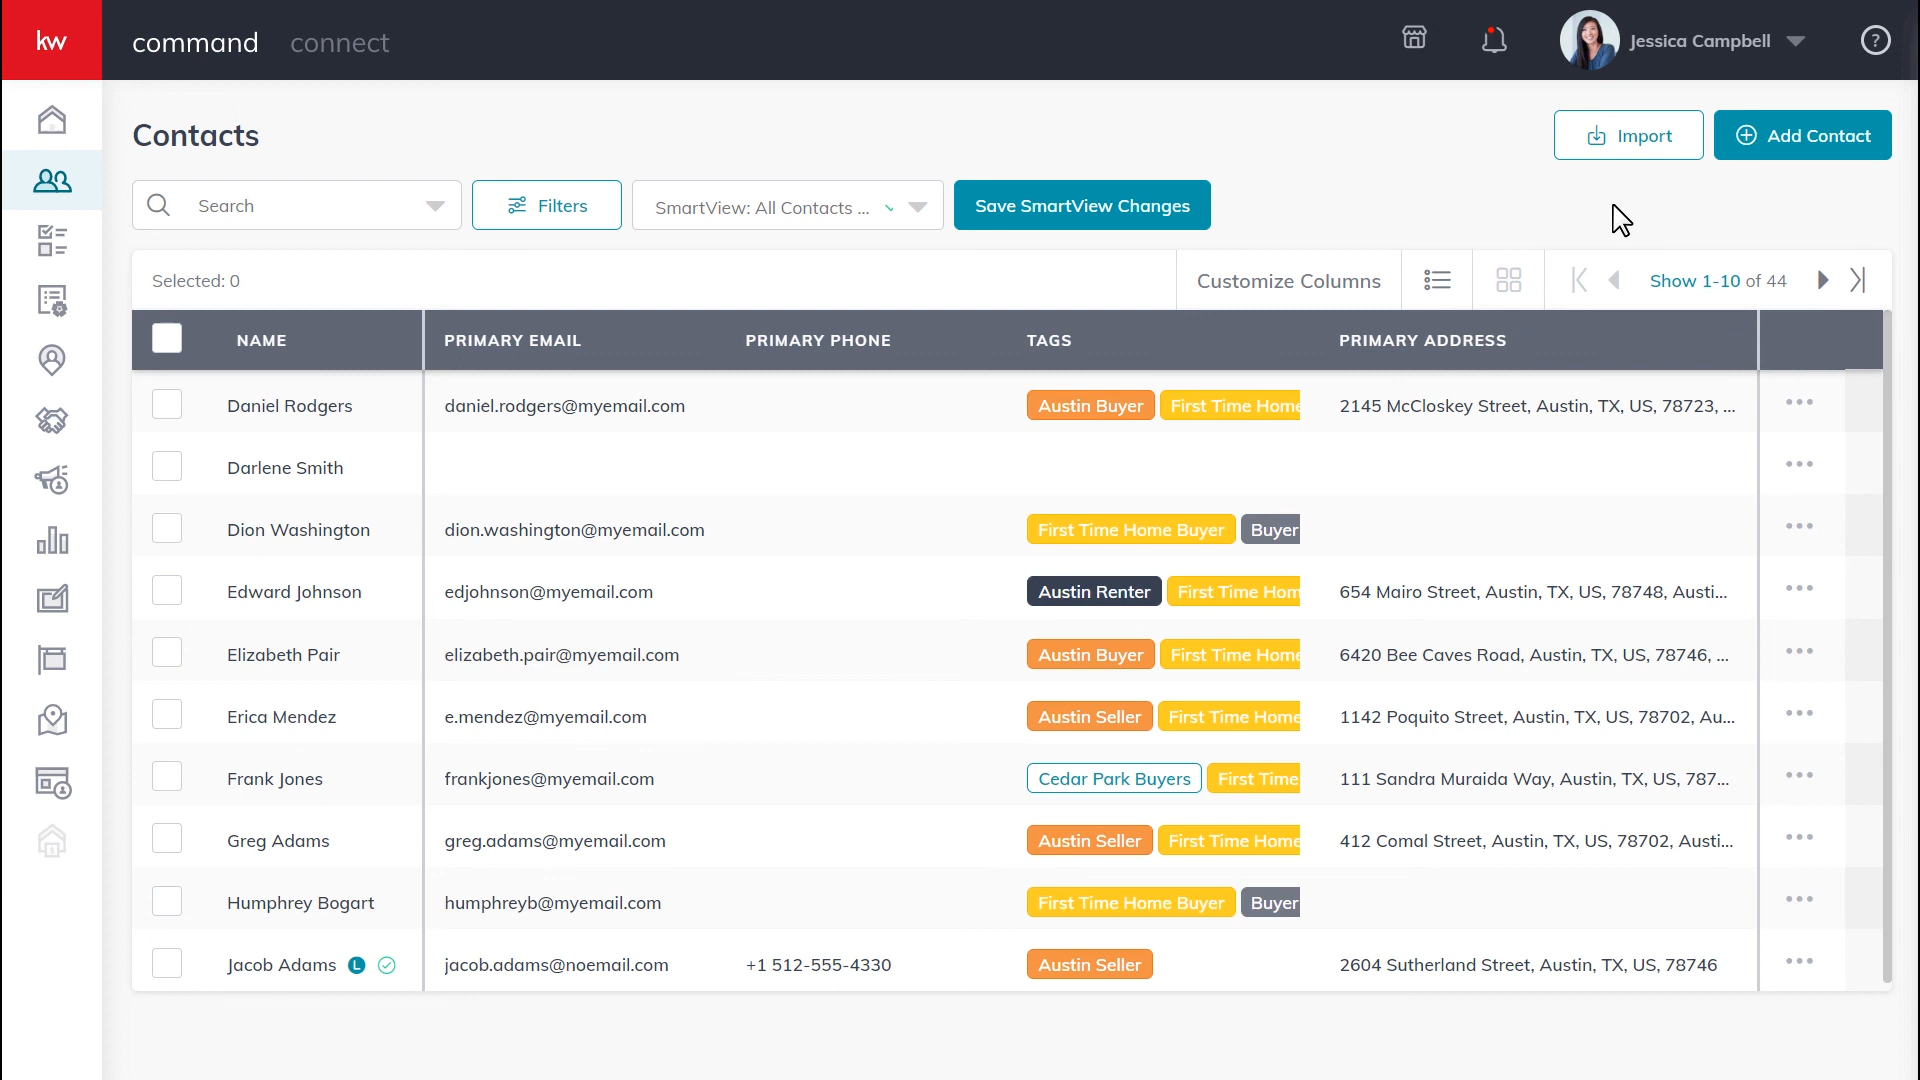 kw
command connect
Jessica Campbell
?
Contacts
Import
Add Contact
Search
Filters
SmartView: All Contacts ...
Save SmartView Changes
Selected: 0
Customize Columns
Show 1-10 of 44
NAME PRIMARY EMAIL PRIMARY PHONE TAGS PRIMARY ADDRESS
Daniel Rodgers daniel.rodgers@myemail.com Austin Buyer First Time Home 2145 McCloskey Street, Austin, TX, US, 78723, ...
Darlene Smith
Dion Washington dion.washington@myemail.com First Time Home Buyer Buyer
Edward Johnson edjohnson@myemail.com Austin Renter First Time Hom 654 Mairo Street, Austin, TX, US, 78748, Austi...
Elizabeth Pair elizabeth.pair@myemail.com Austin Buyer First Time Home 6420 Bee Caves Road, Austin, TX, US, 78746, ...
Erica Mendez e.mendez@myemail.com Austin Seller First Time Home 1142 Poquito Street, Austin, TX, US, 78702, Au...
Frank Jones frankjones@myemail.com Cedar Park Buyers First Time 111 Sandra Muraida Way, Austin, TX, US, 787...
Greg Adams greg.adams@myemail.com Austin Seller First Time Home 412 Comal Street, Austin, TX, US, 78702, Austi...
Humphrey Bogart humphreyb@myemail.com First Time Home Buyer Buyer
Jacob Adams L jacob.adams@noemail.com +1 512-555-4330 Austin Seller 2604 Sutherland Street, Austin, TX, US, 78746